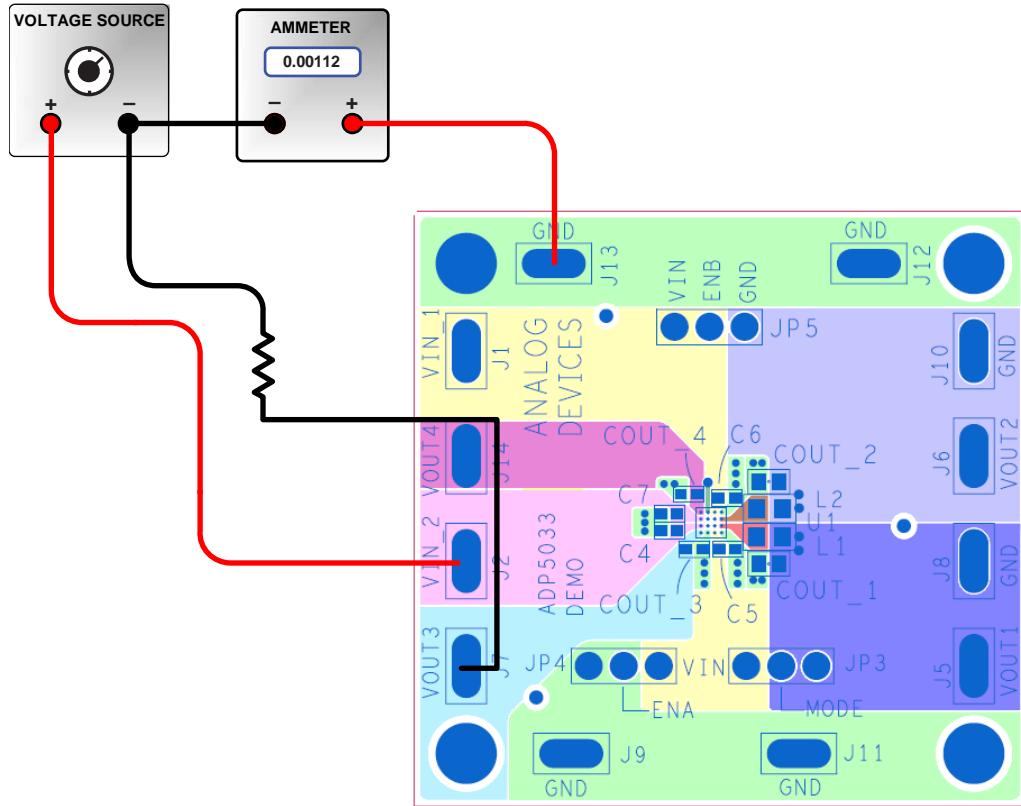 VOLTAGE SOURCE
+
−
AMMETER
0.00112
−
+
GND
J13
GND
J12
VIN
ENB
GND
JP5
VIN_1
J1
ANALOG
DEVICES
J10
GND
VOUT4
J14
COUT_4
C6
COUT_2
J6
VOUT2
C7
L2
U1
L1
C4
VIN_2
J2
ADP5033
DEMO
COUT_3
C5
COUT_1
J8
GND
VOUT3
J7
JP4
VIN
JP3
J5
VOUT1
ENA
MODE
J9
GND
J11
GND